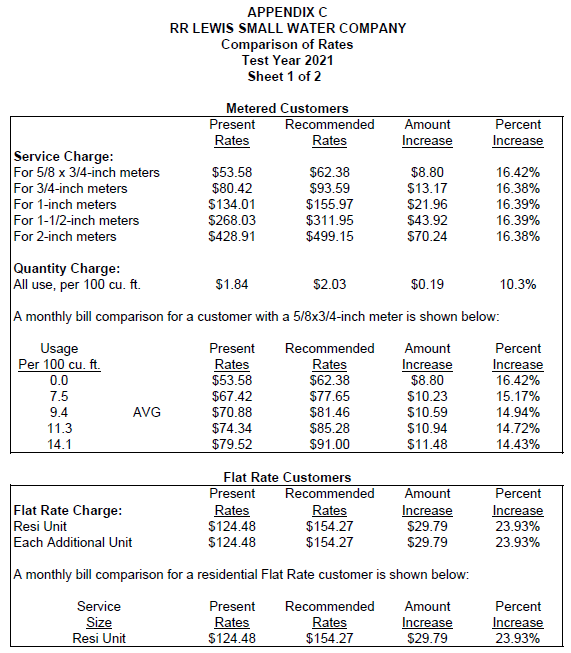 APPENDIX C
RR LEWIS SMALL WATER COMPANY
Comparison of Rates
Test Year 2021
Sheet 1 of 2
Metered Customers
Present Recommended Amount Percent
Rates Rates Increase Increase
Service Charge:
For 5/8 x 3/4-inch meters $53.58 $62.38 $8.80 16.42%
For 3/4-inch meters $80.42 $93.59 $13.17 16.38%
For 1-inch meters $134.01 $155.97 $21.96 16.39%
For 1-1/2-inch meters $268.03 $311.95 $43.92 16.39%
For 2-inch meters $428.91 $499.15 $70.24 16.38%
Quantity Charge:
All use, per 100 cu. ft. $1.84 $2.03 $0.19 10.3%
A monthly bill comparison for a customer with a 5/8x3/4-inch meter is shown below:
Usage Present Recommended Amount Percent
Per 100 cu. ft. Rates Rates Increase Increase
0.0 $53.58 $62.38 $8.80 16.42%
7.5 $67.42 $77.65 $10.23 15.17%
9.4 AVG $70.88 $81.46 $10.59 14.94%
11.3 $74.34 $85.28 $10.94 14.72%
14.1 $79.52 $91.00 $11.48 14.43%
Flat Rate Customers
Present Recommended Amount Percent
Flat Rate Charge: Rates Rates Increase Increase
Resi Unit $124.48 $154.27 $29.79 23.93%
Each Additional Unit $124.48 $154.27 $29.79 23.93%
A monthly bill comparison for a residential Flat Rate customer is shown below:
Service Present Recommended Amount Percent
Size Rates Rates Increase Increase
Resi Unit $124.48 $154.27 $29.79 23.93%